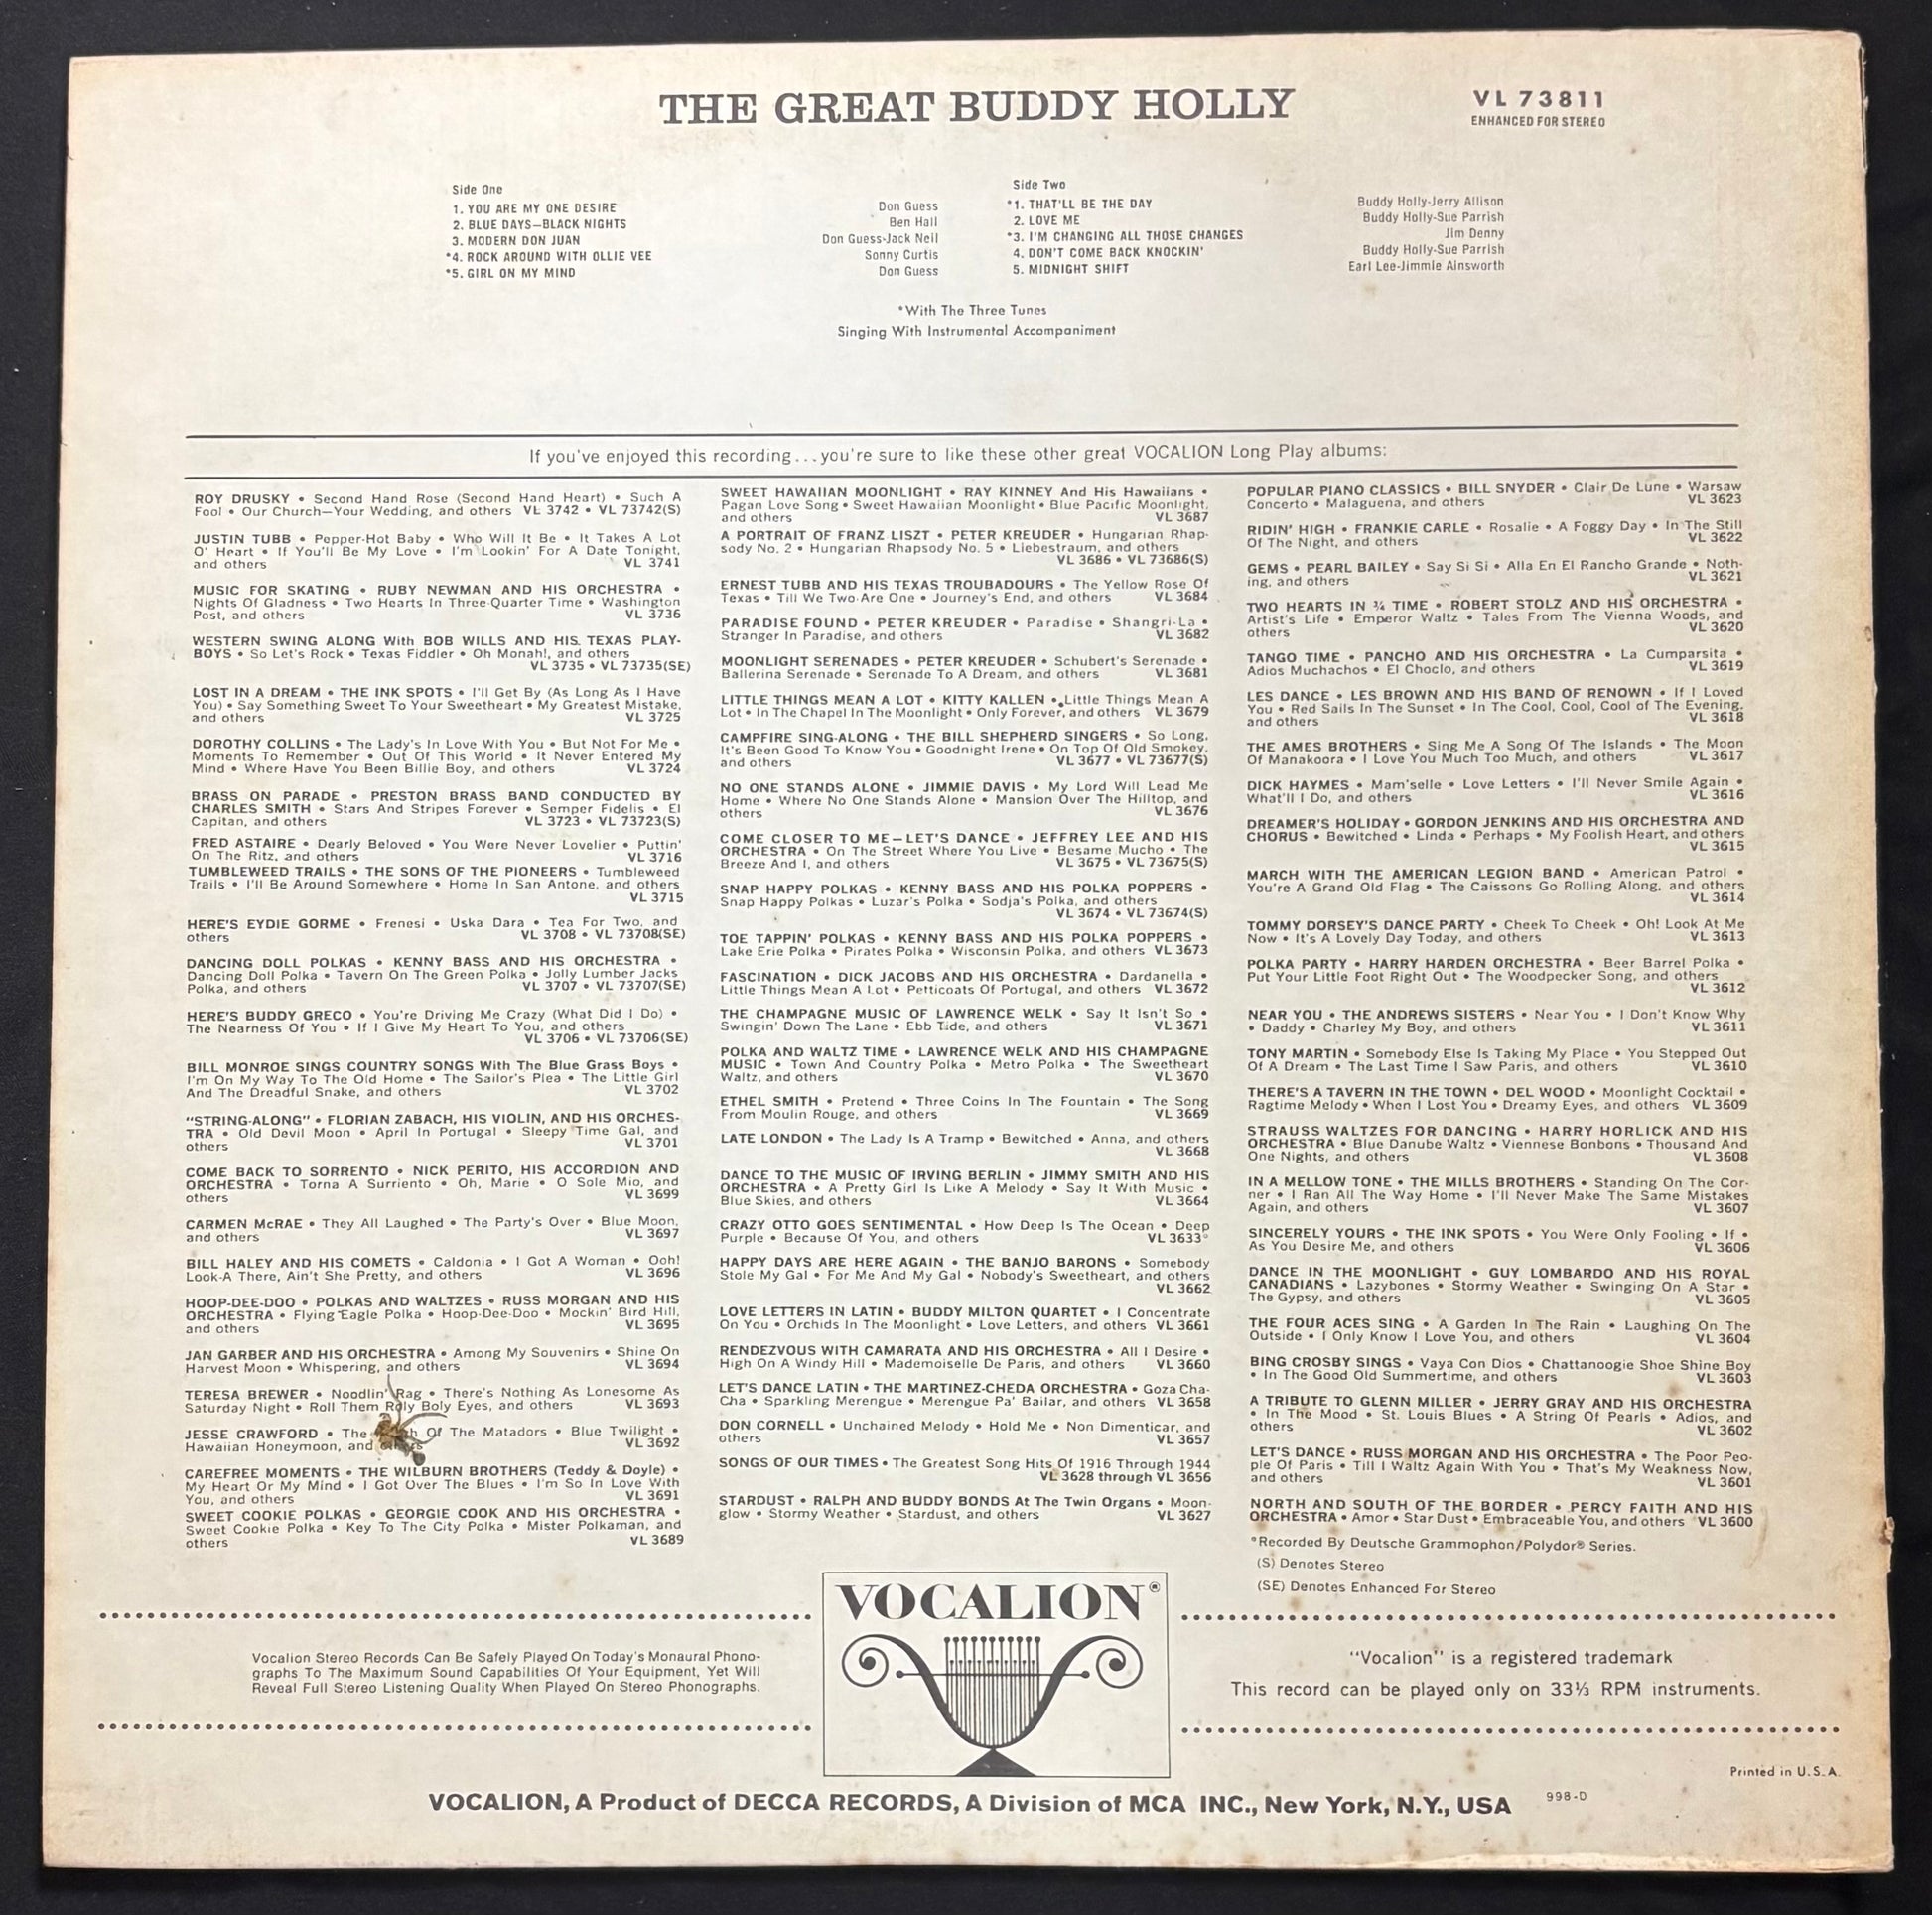 THE GREAT BUDDY HOLLY
VL 73811
ENHANCED FOR STEREO
Side One
1. YOU ARE MY ONE DESIRE Don Guess
2. BLUE DAYS—BLACK NIGHTS Ben Hall
3. MODERN DON JUAN Don Guess-Jack Neil
*4. ROCK AROUND WITH OLLIE VEE Sonny Curtis
*5. GIRL ON MY MIND Don Guess
Side Two
*1. THAT'LL BE THE DAY Buddy Holly-Jerry Allison
2. LOVE ME Buddy Holly-Sue Parrish
*3. I'M CHANGING ALL THOSE CHANGES Jim Denny
4. DON'T COME BACK KNOCKIN' Buddy Holly-Sue Parrish
5. MIDNIGHT SHIFT Earl Lee-Jimmie Ainsworth
*With The Three Tunes
Singing With Instrumental Accompaniment
If you've enjoyed this recording...you're sure to like these other great VOCALION Long Play albums:
ROY DRUSKY • Second Hand Rose (Second Hand Heart) • Such A
Fool • Our Church—Your Wedding, and others VL 3742 • VL 73742(S)
JUSTIN TUBB • Pepper-Hot Baby • Who Will It Be • It Takes A Lot
O' Heart • If You'll Be My Love • I'm Lookin' For A Date Tonight,
and others VL 3741
MUSIC FOR SKATING • RUBY NEWMAN AND HIS ORCHESTRA •
Nights Of Gladness • Two Hearts In Three-Quarter Time • Washington
Post, and others VL 3736
WESTERN SWING ALONG With BOB WILLS AND HIS TEXAS PLAY-
BOYS • So Let's Rock • Texas Fiddler • Oh Monah!, and others
VL 3735 • VL 73735(SE)
LOST IN A DREAM • THE INK SPOTS • I'll Get By (As Long As I Have
You) • Say Something Sweet To Your Sweetheart • My Greatest Mistake,
and others VL 3725
DOROTHY COLLINS • The Lady's In Love With You • But Not For Me •
Moments To Remember • Out Of This World • It Never Entered My
Mind • Where Have You Been Billie Boy, and others VL 3724
BRASS ON PARADE • PRESTON BRASS BAND CONDUCTED BY
CHARLES SMITH • Stars And Stripes Forever • Semper Fidelis • El
Capitan, and others VL 3723 • VL 73723(S)
FRED ASTAIRE • Dearly Beloved • You Were Never Lovelier • Puttin'
On The Ritz, and others VL 3716
TUMBLEWEED TRAILS • THE SONS OF THE PIONEERS • Tumbleweed
Trails • I'll Be Around Somewhere • Home In San Antone, and others
VL 3715
HERE'S EYDIE GORME • Frenesi • Uska Dara • Tea For Two, and
others VL 3708 • VL 73708(SE)
DANCING DOLL POLKAS • KENNY BASS AND HIS ORCHESTRA •
Dancing Doll Polka • Tavern On The Green Polka • Jolly Lumber Jacks
Polka, and others VL 3707 • VL 73707(SE)
HERE'S BUDDY GRECO • You're Driving Me Crazy (What Did I Do) •
The Nearness Of You • If I Give My Heart To You, and others
VL 3706 • VL 73706(SE)
BILL MONROE SINGS COUNTRY SONGS With The Blue Grass Boys •
I'm On My Way To The Old Home • The Sailor's Plea • The Little Girl
And The Dreadful Snake, and others VL 3702
"STRING-ALONG" • FLORIAN ZABACH, HIS VIOLIN, AND HIS ORCHES-
TRA • Old Devil Moon • April In Portugal • Sleepy Time Gal, and
others VL 3701
COME BACK TO SORRENTO • NICK PERITO, HIS ACCORDION AND
ORCHESTRA • Torna A Surriento • Oh, Marie • O Sole Mio, and
others VL 3699
CARMEN McRAE • They All Laughed • The Party's Over • Blue Moon,
and others VL 3697
BILL HALEY AND HIS COMETS • Caldonia • I Got A Woman • Ooh!
Look-A There, Ain't She Pretty, and others VL 3696
HOOP-DEE-DOO • POLKAS AND WALTZES • RUSS MORGAN AND HIS
ORCHESTRA • Flying Eagle Polka • Hoop-Dee-Doo • Mockin' Bird Hill,
and others VL 3695
JAN GARBER AND HIS ORCHESTRA • Among My Souvenirs • Shine On
Harvest Moon • Whispering, and others VL 3694
TERESA BREWER • Noodlin' Rag • There's Nothing As Lonesome As
Saturday Night • Roll Them Roly Boly Eyes, and others VL 3693
JESSE CRAWFORD • The Of The Matadors • Blue Twilight •
Hawaiian Honeymoon, and others VL 3692
CAREFREE MOMENTS • THE WILBURN BROTHERS (Teddy & Doyle) •
My Heart Or My Mind • I Got Over The Blues • I'm So In Love With
You, and others VL 3691
SWEET COOKIE POLKAS • GEORGIE COOK AND HIS ORCHESTRA •
Sweet Cookie Polka • Key To The City Polka • Mister Polkaman, and
others VL 3689
SWEET HAWAIIAN MOONLIGHT • RAY KINNEY And His Hawaiians •
Pagan Love Song • Sweet Hawaiian Moonlight • Blue Pacific Moonlight,
and others VL 3687
A PORTRAIT OF FRANZ LISZT • PETER KREUDER • Hungarian Rhap-
sody No. 2 • Hungarian Rhapsody No. 5 • Liebestraum, and others
VL 3686 • VL 73686(S)
ERNEST TUBB AND HIS TEXAS TROUBADOURS • The Yellow Rose Of
Texas • Till We Two Are One • Journey's End, and others VL 3684
PARADISE FOUND • PETER KREUDER • Paradise • Shangri-La •
Stranger In Paradise, and others VL 3682
MOONLIGHT SERENADES • PETER KREUDER • Schubert's Serenade •
Ballerina Serenade • Serenade To A Dream, and others VL 3681
LITTLE THINGS MEAN A LOT • KITTY KALLEN • Little Things Mean A
Lot • In The Chapel In The Moonlight • Only Forever, and others VL 3679
CAMPFIRE SING-ALONG • THE BILL SHEPHERD SINGERS • So Long,
It's Been Good To Know You • Goodnight Irene • On Top Of Old Smokey,
and others VL 3677 • VL 73677(S)
NO ONE STANDS ALONE • JIMMIE DAVIS • My Lord Will Lead Me
Home • Where No One Stands Alone • Mansion Over The Hilltop, and
others VL 3676
COME CLOSER TO ME—LET'S DANCE • JEFFREY LEE AND HIS
ORCHESTRA • On The Street Where You Live • Besame Mucho • The
Breeze And I, and others VL 3675 • VL 73675(S)
SNAP HAPPY POLKAS • KENNY BASS AND HIS POLKA POPPERS •
Snap Happy Polkas • Luzar's Polka • Sodja's Polka, and others
VL 3674 • VL 73674(S)
TOE TAPPIN' POLKAS • KENNY BASS AND HIS POLKA POPPERS •
Lake Erie Polka • Pirates Polka • Wisconsin Polka, and others VL 3673
FASCINATION • DICK JACOBS AND HIS ORCHESTRA • Dardanella •
Little Things Mean A Lot • Petticoats Of Portugal, and others VL 3672
THE CHAMPAGNE MUSIC OF LAWRENCE WELK • Say It Isn't So •
Swingin' Down The Lane • Ebb Tide, and others VL 3671
POLKA AND WALTZ TIME • LAWRENCE WELK AND HIS CHAMPAGNE
MUSIC • Town And Country Polka • Metro Polka • The Sweetheart
Waltz, and others VL 3670
ETHEL SMITH • Pretend • Three Coins In The Fountain • The Song
From Moulin Rouge, and others VL 3669
LATE LONDON • The Lady Is A Tramp • Bewitched • Anna, and others
VL 3668
DANCE TO THE MUSIC OF IRVING BERLIN • JIMMY SMITH AND HIS
ORCHESTRA • A Pretty Girl Is Like A Melody • Say It With Music •
Blue Skies, and others VL 3664
CRAZY OTTO GOES SENTIMENTAL • How Deep Is The Ocean • Deep
Purple • Because Of You, and others VL 3633°
HAPPY DAYS ARE HERE AGAIN • THE BANJO BARONS • Somebody
Stole My Gal • For Me And My Gal • Nobody's Sweetheart, and others
VL 3662
LOVE LETTERS IN LATIN • BUDDY MILTON QUARTET • I Concentrate
On You • Orchids In The Moonlight • Love Letters, and others VL 3661
RENDEZVOUS WITH CAMARATA AND HIS ORCHESTRA • All I Desire •
High On A Windy Hill • Mademoiselle De Paris, and others VL 3660
LET'S DANCE LATIN • THE MARTINEZ-CHEDA ORCHESTRA • Goza Cha-
Cha • Sparkling Merengue • Merengue Pa' Bailar, and others VL 3658
DON CORNELL • Unchained Melody • Hold Me • Non Dimenticar, and
others VL 3657
SONGS OF OUR TIMES • The Greatest Song Hits Of 1916 Through 1944
VL 3628 through VL 3656
STARDUST • RALPH AND BUDDY BONDS At The Twin Organs • Moon-
glow • Stormy Weather • Stardust, and others VL 3627
POPULAR PIANO CLASSICS • BILL SNYDER • Clair De Lune • Warsaw
Concerto • Malaguena, and others VL 3623
RIDIN' HIGH • FRANKIE CARLE • Rosalie • A Foggy Day • In The Still
Of The Night, and others VL 3622
GEMS • PEARL BAILEY • Say Si Si • Alla En El Rancho Grande • Noth-
ing, and others VL 3621
TWO HEARTS IN ¾ TIME • ROBERT STOLZ AND HIS ORCHESTRA •
Artist's Life • Emperor Waltz • Tales From The Vienna Woods, and
others VL 3620
TANGO TIME • PANCHO AND HIS ORCHESTRA • La Cumparsita •
Adios Muchachos • El Choclo, and others VL 3619
LES DANCE • LES BROWN AND HIS BAND OF RENOWN • If I Loved
You • Red Sails In The Sunset • In The Cool, Cool, Cool of The Evening,
and others VL 3618
THE AMES BROTHERS • Sing Me A Song Of The Islands • The Moon
Of Manakoora • I Love You Much Too Much, and others VL 3617
DICK HAYMES • Mam'selle • Love Letters • I'll Never Smile Again •
What'll I Do, and others VL 3616
DREAMER'S HOLIDAY • GORDON JENKINS AND HIS ORCHESTRA AND
CHORUS • Bewitched • Linda • Perhaps • My Foolish Heart, and others
VL 3615
MARCH WITH THE AMERICAN LEGION BAND • American Patrol •
You're A Grand Old Flag • The Caissons Go Rolling Along, and others
VL 3614
TOMMY DORSEY'S DANCE PARTY • Cheek To Cheek • Oh! Look At Me
Now • It's A Lovely Day Today, and others VL 3613
POLKA PARTY • HARRY HARDEN ORCHESTRA • Beer Barrel Polka •
Put Your Little Foot Right Out • The Woodpecker Song, and others
VL 3612
NEAR YOU • THE ANDREWS SISTERS • Near You • I Don't Know Why
• Daddy • Charley My Boy, and others VL 3611
TONY MARTIN • Somebody Else Is Taking My Place • You Stepped Out
Of A Dream • The Last Time I Saw Paris, and others VL 3610
THERE'S A TAVERN IN THE TOWN • DEL WOOD • Moonlight Cocktail •
Ragtime Melody • When I Lost You • Dreamy Eyes, and others VL 3609
STRAUSS WALTZES FOR DANCING • HARRY HORLICK AND HIS
ORCHESTRA • Blue Danube Waltz • Viennese Bonbons • Thousand And
One Nights, and others VL 3608
IN A MELLOW TONE • THE MILLS BROTHERS • Standing On The Cor-
ner • I Ran All The Way Home • I'll Never Make The Same Mistakes
Again, and others VL 3607
SINCERELY YOURS • THE INK SPOTS • You Were Only Fooling • If •
As You Desire Me, and others VL 3606
DANCE IN THE MOONLIGHT • GUY LOMBARDO AND HIS ROYAL
CANADIANS • Lazybones • Stormy Weather • Swinging On A Star •
The Gypsy, and others VL 3605
THE FOUR ACES SING • A Garden In The Rain • Laughing On The
Outside • I Only Know I Love You, and others VL 3604
BING CROSBY SINGS • Vaya Con Dios • Chattanoogie Shoe Shine Boy
• In The Good Old Summertime, and others VL 3603
A TRIBUTE TO GLENN MILLER • JERRY GRAY AND HIS ORCHESTRA
• In The Mood • St. Louis Blues • A String Of Pearls • Adios, and
others VL 3602
LET'S DANCE • RUSS MORGAN AND HIS ORCHESTRA • The Poor Peo-
ple Of Paris • Till I Waltz Again With You • That's My Weakness Now,
and others VL 3601
NORTH AND SOUTH OF THE BORDER • PERCY FAITH AND HIS
ORCHESTRA • Amor • Star Dust • Embraceable You, and others VL 3600
°Recorded By Deutsche Grammophon/Polydor® Series.
(S) Denotes Stereo
(SE) Denotes Enhanced For Stereo
VOCALION®
Vocalion Stereo Records Can Be Safely Played On Today's Monaural Phono-
graphs To The Maximum Sound Capabilities Of Your Equipment, Yet Will
Reveal Full Stereo Listening Quality When Played On Stereo Phonographs.
"Vocalion" is a registered trademark
This record can be played only on 33⅓ RPM instruments.
Printed in U.S.A.
VOCALION, A Product of DECCA RECORDS, A Division of MCA INC., New York, N.Y., USA
998-D